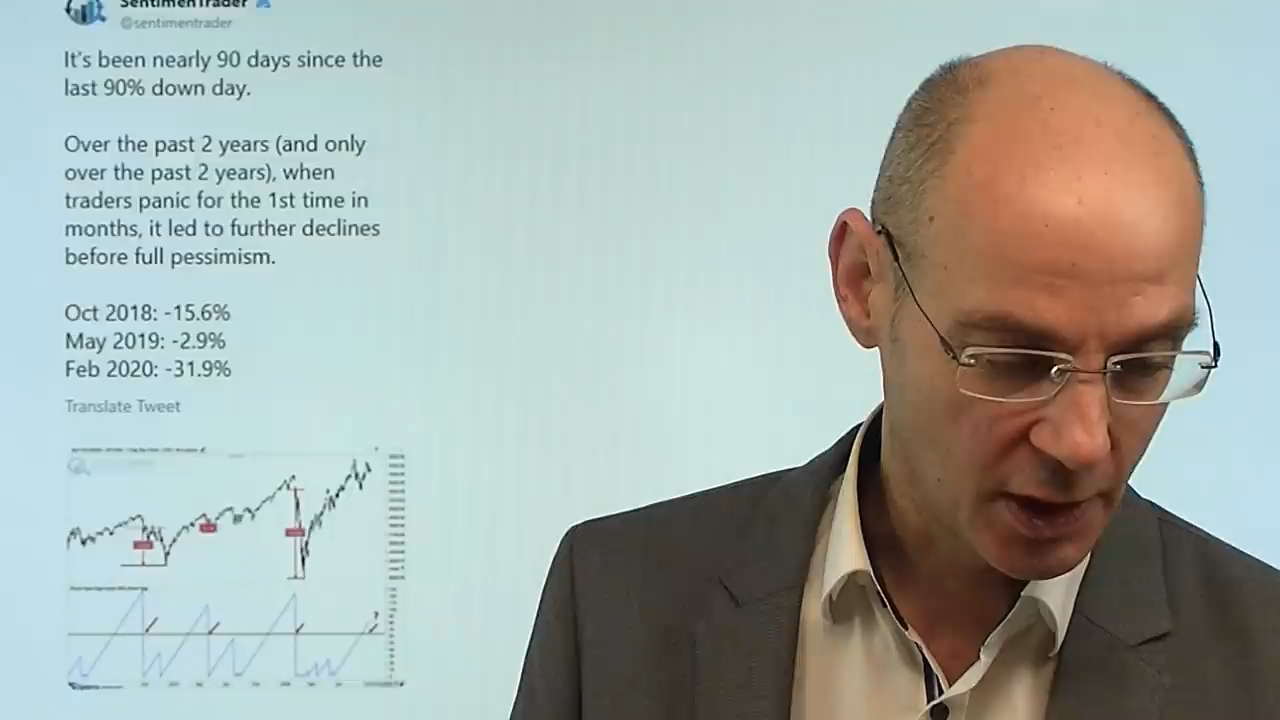 SentimenTrader
@sentimentrader
It's been nearly 90 days since the
last 90% down day.
Over the past 2 years (and only
over the past 2 years), when
traders panic for the 1st time in
months, it led to further declines
before full pessimism.
Oct 2018: -15.6%
May 2019: -2.9%
Feb 2020: -31.9%
Translate Tweet
?